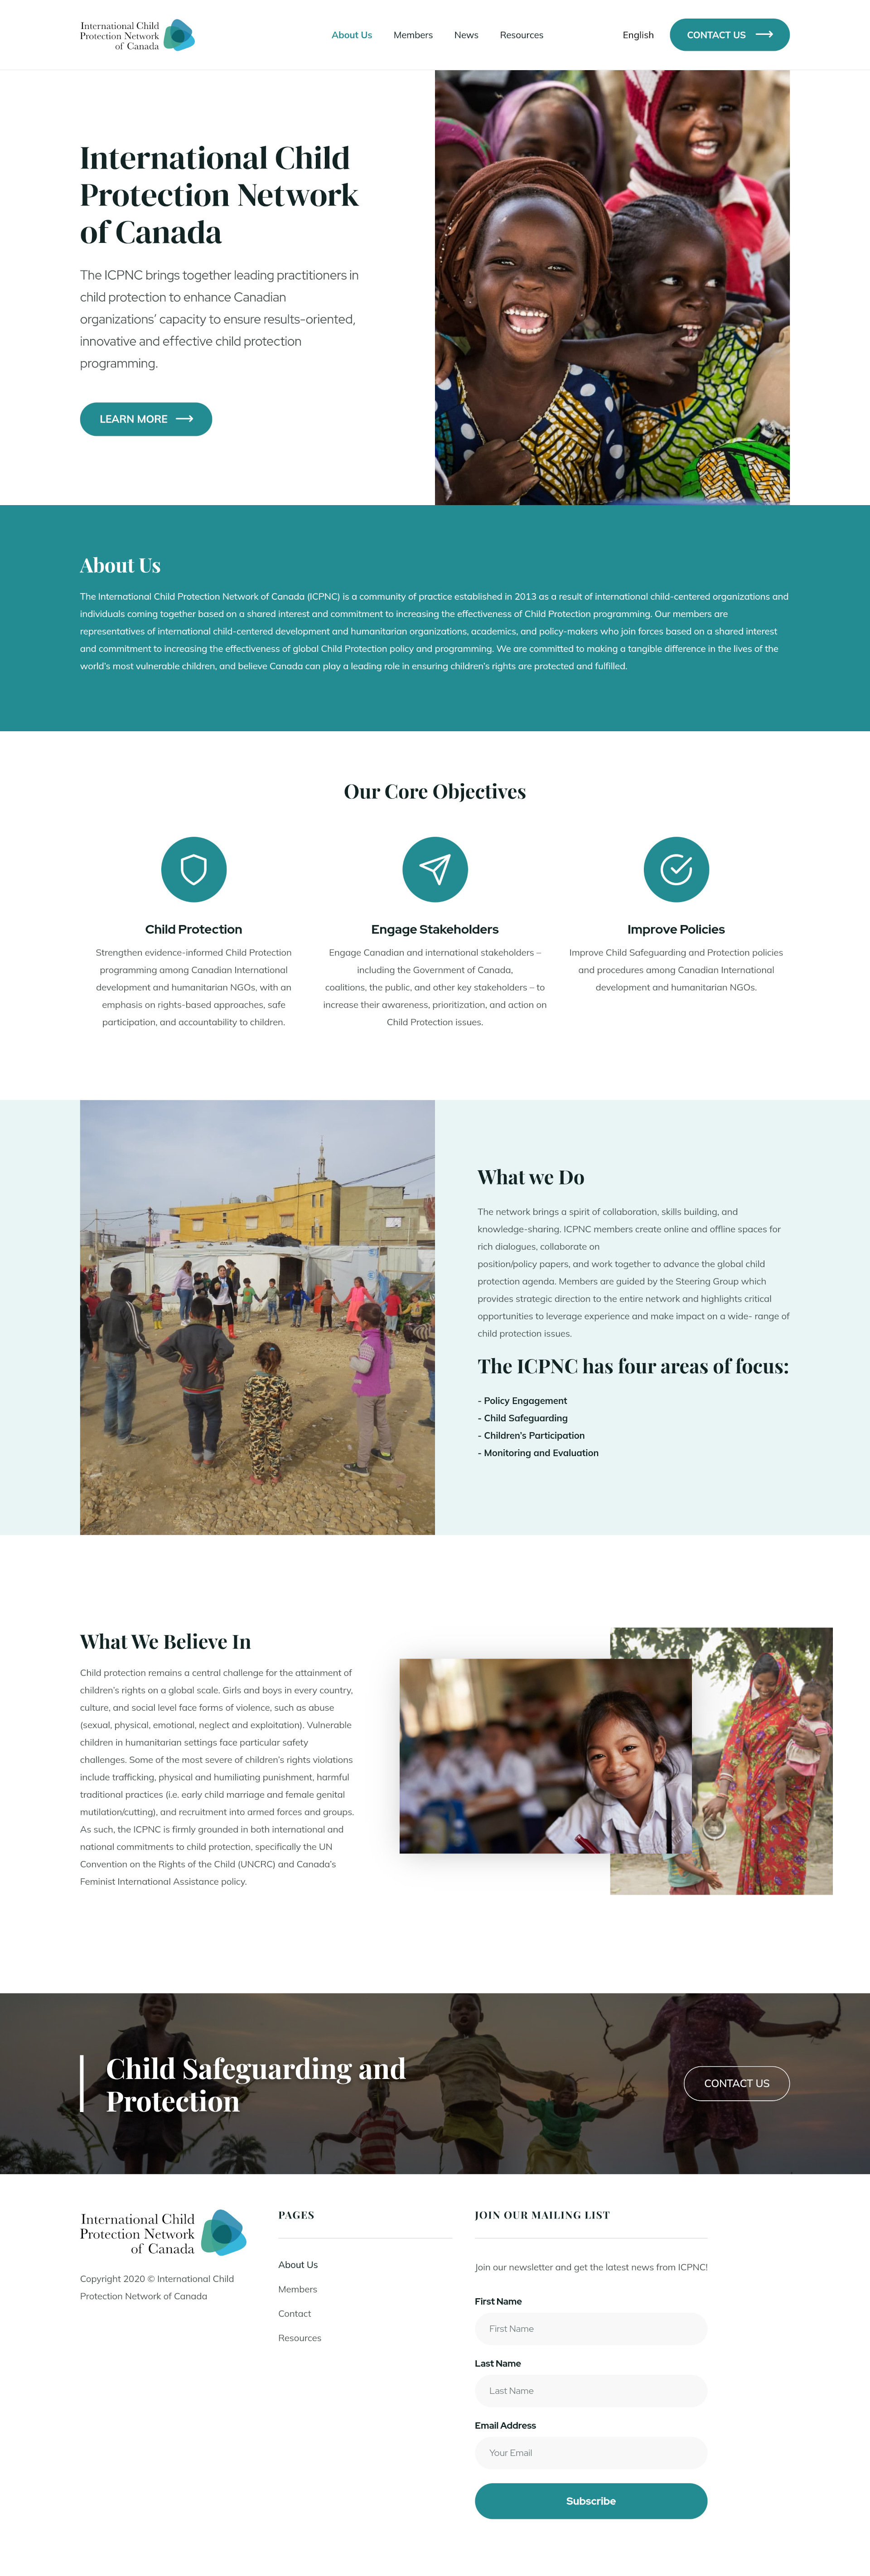 International Child
Protection Network
of Canada
About Us
Members
News
Resources
English
CONTACT US
International Child
Protection Network
of Canada
The ICPNC brings together leading practitioners in
child protection to enhance Canadian
organizations’ capacity to ensure results-oriented,
innovative and effective child protection
programming.
LEARN MORE
About Us
The International Child Protection Network of Canada (ICPNC) is a community of practice established in 2013 as a result of international child-centered organizations and
individuals coming together based on a shared interest and commitment to increasing the effectiveness of Child Protection programming. Our members are
representatives of international child-centered development and humanitarian organizations, academics, and policy-makers who join forces based on a shared interest
and commitment to increasing the effectiveness of global Child Protection policy and programming. We are committed to making a tangible difference in the lives of the
world’s most vulnerable children, and believe Canada can play a leading role in ensuring children’s rights are protected and fulfilled.
Our Core Objectives
Child Protection
Strengthen evidence-informed Child Protection
programming among Canadian International
development and humanitarian NGOs, with an
emphasis on rights-based approaches, safe
participation, and accountability to children.
Engage Stakeholders
Engage Canadian and international stakeholders –
including the Government of Canada,
coalitions, the public, and other key stakeholders – to
increase their awareness, prioritization, and action on
Child Protection issues.
Improve Policies
Improve Child Safeguarding and Protection policies
and procedures among Canadian International
development and humanitarian NGOs.
What we Do
The network brings a spirit of collaboration, skills building, and
knowledge-sharing. ICPNC members create online and offline spaces for
rich dialogues, collaborate on
position/policy papers, and work together to advance the global child
protection agenda. Members are guided by the Steering Group which
provides strategic direction to the entire network and highlights critical
opportunities to leverage experience and make impact on a wide- range of
child protection issues.
The ICPNC has four areas of focus:
- Policy Engagement
- Child Safeguarding
- Children’s Participation
- Monitoring and Evaluation
What We Believe In
Child protection remains a central challenge for the attainment of
children’s rights on a global scale. Girls and boys in every country,
culture, and social level face forms of violence, such as abuse
(sexual, physical, emotional, neglect and exploitation). Vulnerable
children in humanitarian settings face particular safety
challenges. Some of the most severe of children’s rights violations
include trafficking, physical and humiliating punishment, harmful
traditional practices (i.e. early child marriage and female genital
mutilation/cutting), and recruitment into armed forces and groups.
As such, the ICPNC is firmly grounded in both international and
national commitments to child protection, specifically the UN
Convention on the Rights of the Child (UNCRC) and Canada’s
Feminist International Assistance policy.
Child Safeguarding and
Protection
CONTACT US
International Child
Protection Network
of Canada
Copyright 2020 © International Child
Protection Network of Canada
PAGES
About Us
Members
Contact
Resources
JOIN OUR MAILING LIST
Join our newsletter and get the latest news from ICPNC!
First Name
First Name
Last Name
Last Name
Email Address
Your Email
Subscribe